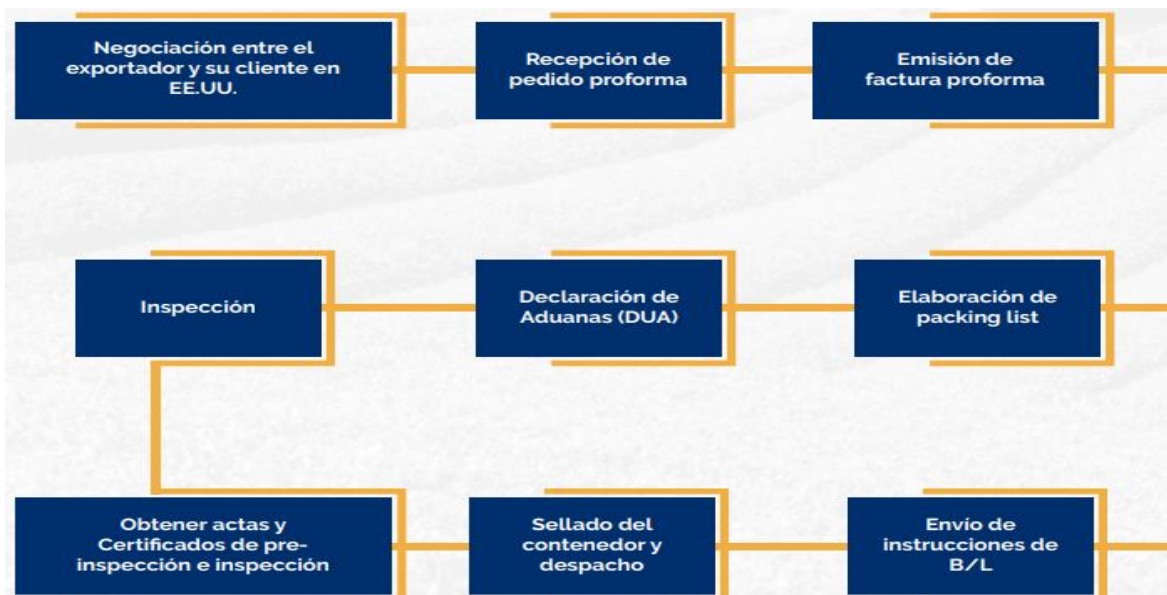 Negociación entre el
exportador y su cliente en
EE.UU.
Recepción de
pedido proforma
Emisión de
factura proforma
Inspección
Declaración de
Aduanas (DUA)
Elaboración de
packing list
Obtener actas y
Certificados de pre-
inspección e inspección
Sellado del
contenedor y
despacho
Envío de
instrucciones de
B/L